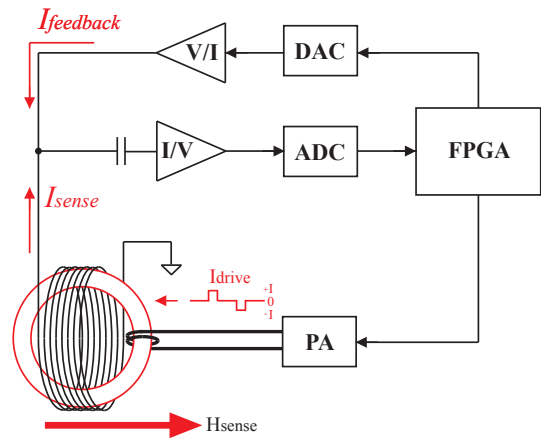 Ifeedback
V/I
DAC
I/V
ADC
FPGA
Isense
Idrive
+I
0
-I
PA
Hsense